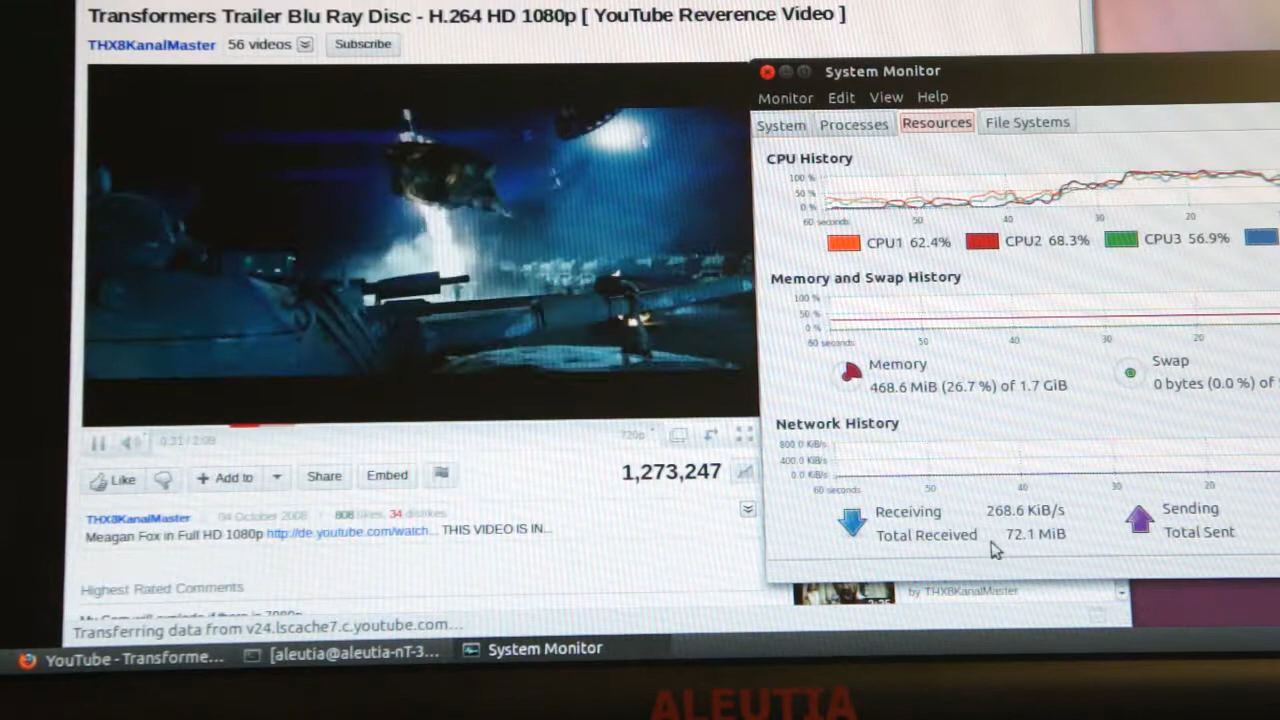 Transformers Trailer Blu Ray Disc - H.264 HD 1080p [ YouTube Reverence Video ]
THX8KanalMaster 56 videos Subscribe
0:31 / 2:08 720p
Like Add to Share Embed 1,273,247
THX8KanalMaster 04 October 2008 808 likes, 34 dislikes
Meagan Fox in Full HD 1080p http://de.youtube.com/watch... THIS VIDEO IS IN...
Highest Rated Comments
Transferring data from v24.lscache7.c.youtube.com...
System Monitor
Monitor Edit View Help
System Processes Resources File Systems
CPU History
100 %
50 %
0 %
60 seconds 50 40 30 20
CPU1 62.4% CPU2 68.3% CPU3 56.9%
Memory and Swap History
100 %
50 %
0 %
60 seconds 50 40 30 20
Memory Swap
468.6 MiB (26.7 %) of 1.7 GiB 0 bytes (0.0 %) of
Network History
800.0 KiB/s
400.0 KiB/s
0.0 KiB/s
60 seconds 50 40 30 20
Receiving 268.6 KiB/s Sending
Total Received 72.1 MiB Total Sent
by THX8KanalMaster
YouTube - Transforme... [aleutia@aleutia-nT-3... System Monitor
ALEUTIA